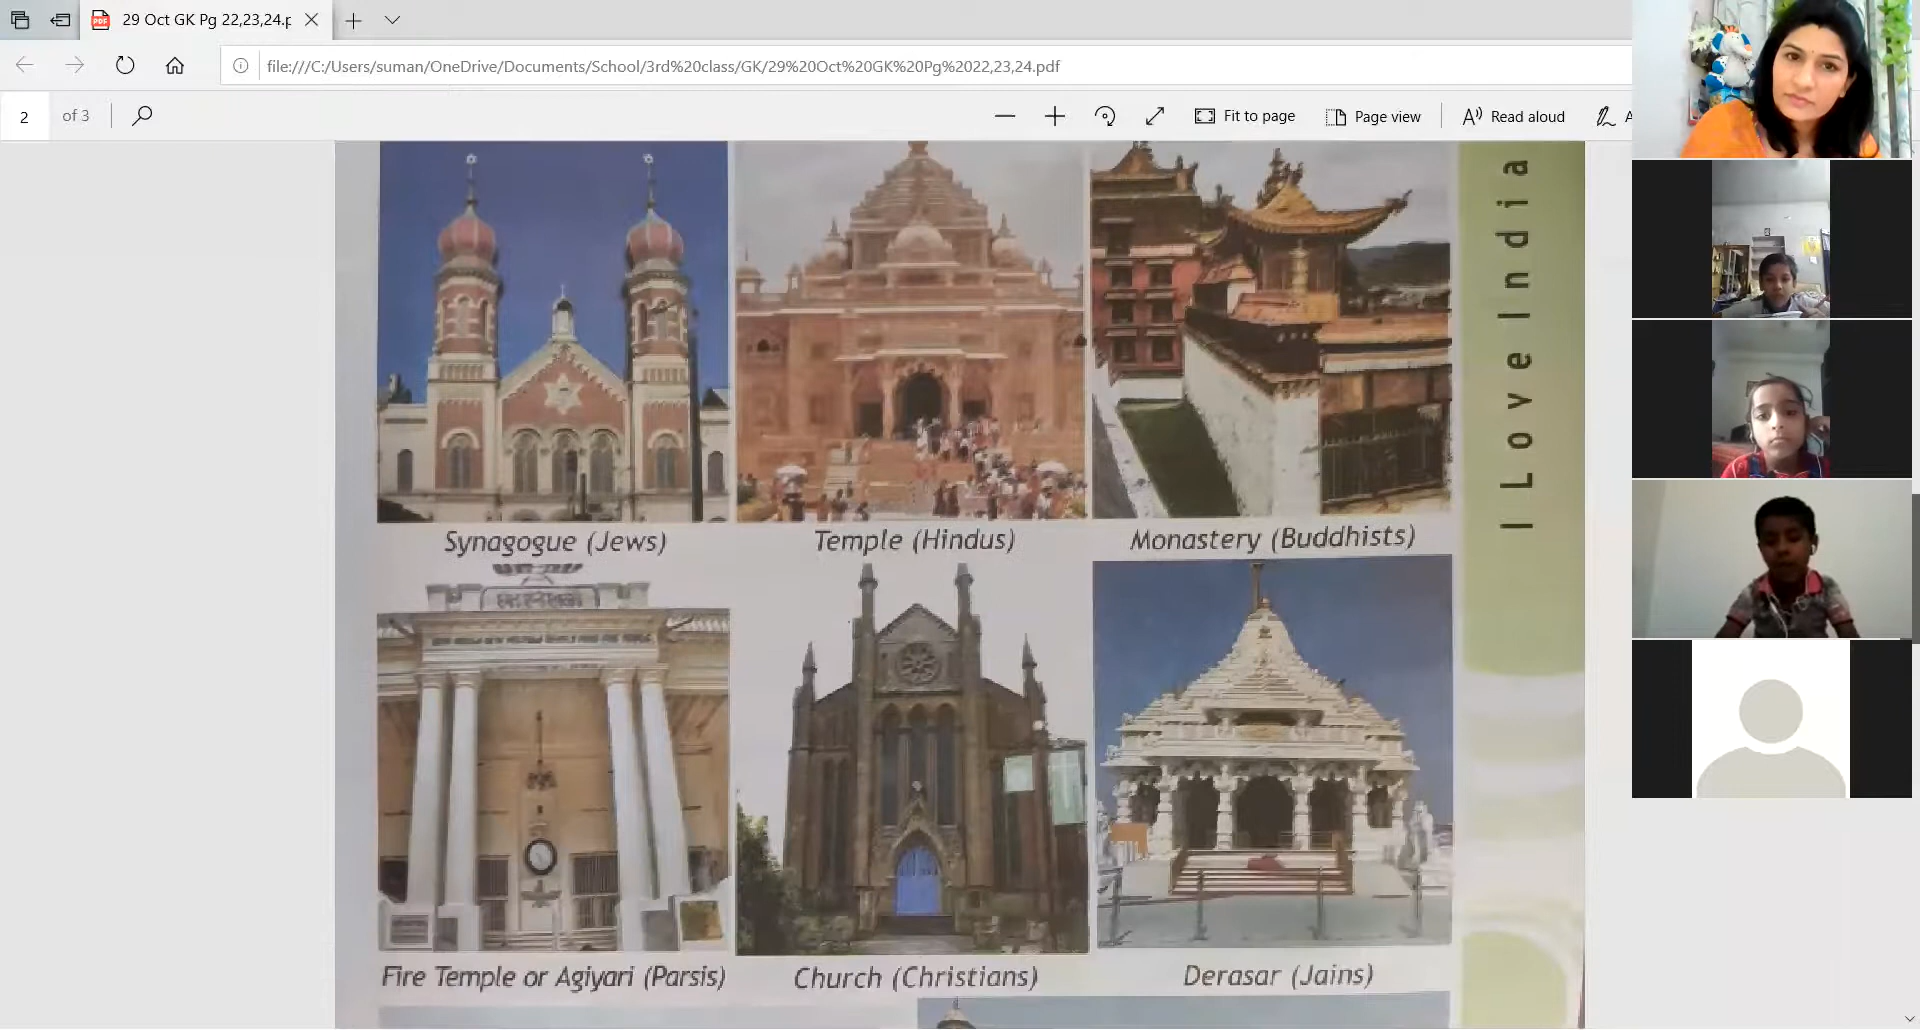 29 Oct GK Pg 22,23,24.p
file:///C:/Users/suman/OneDrive/Documents/School/3rd%20class/GK/29%20Oct%20GK%20Pg%2022,23,24.pdf
2 of 3
Fit to page
Page view
Read aloud
A
I Love India
Synagogue (Jews)
Temple (Hindus)
Monastery (Buddhists)
Fire Temple or Agiyari (Parsis)
Church (Christians)
Derasar (Jains)